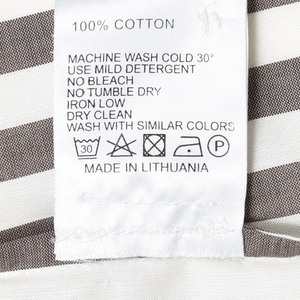 100% COTTON
MACHINE WASH COLD 30°
USE MILD DETERGENT
NO BLEACH
NO TUMBLE DRY
IRON LOW
DRY CLEAN
WASH WITH SIMILAR COLORS
30 P
MADE IN LITHUANIA